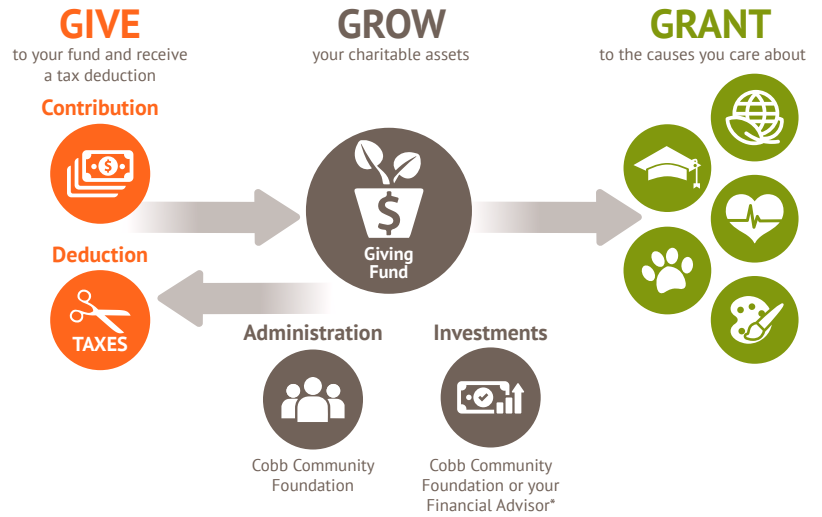 GIVE
to your fund and receive
a tax deduction
Contribution
$
Deduction
TAXES
GROW
your charitable assets
$
Giving
Fund
Administration
Cobb Community
Foundation
Investments
Cobb Community
Foundation or your
Financial Advisor*
GRANT
to the causes you care about